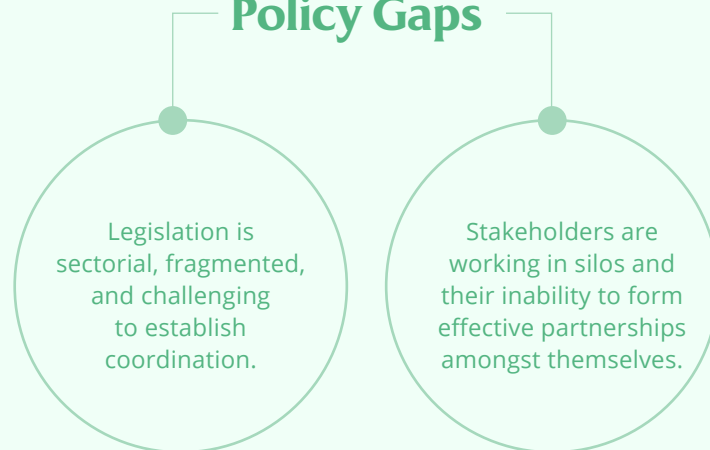 Policy Gaps
Legislation is
sectorial, fragmented,
and challenging
to establish
coordination.
Stakeholders are
working in silos and
their inability to form
effective partnerships
amongst themselves.